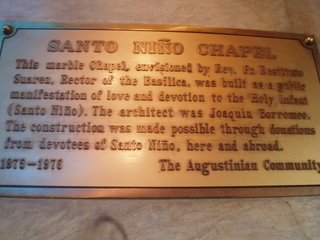 SANTO NIÑO CHAPEL
This marble Chapel, envisioned by Rev. Fr. Restituto
Suarez, Rector of the Basilica, was built as a public
manifestation of love and devotion to the Holy Infant
(Santo Niño). The architect was Joaquin Borromeo.
The construction was made possible through donations
from devotees of Santo Niño, here and abroad.
1975-1976 The Augustinian Community